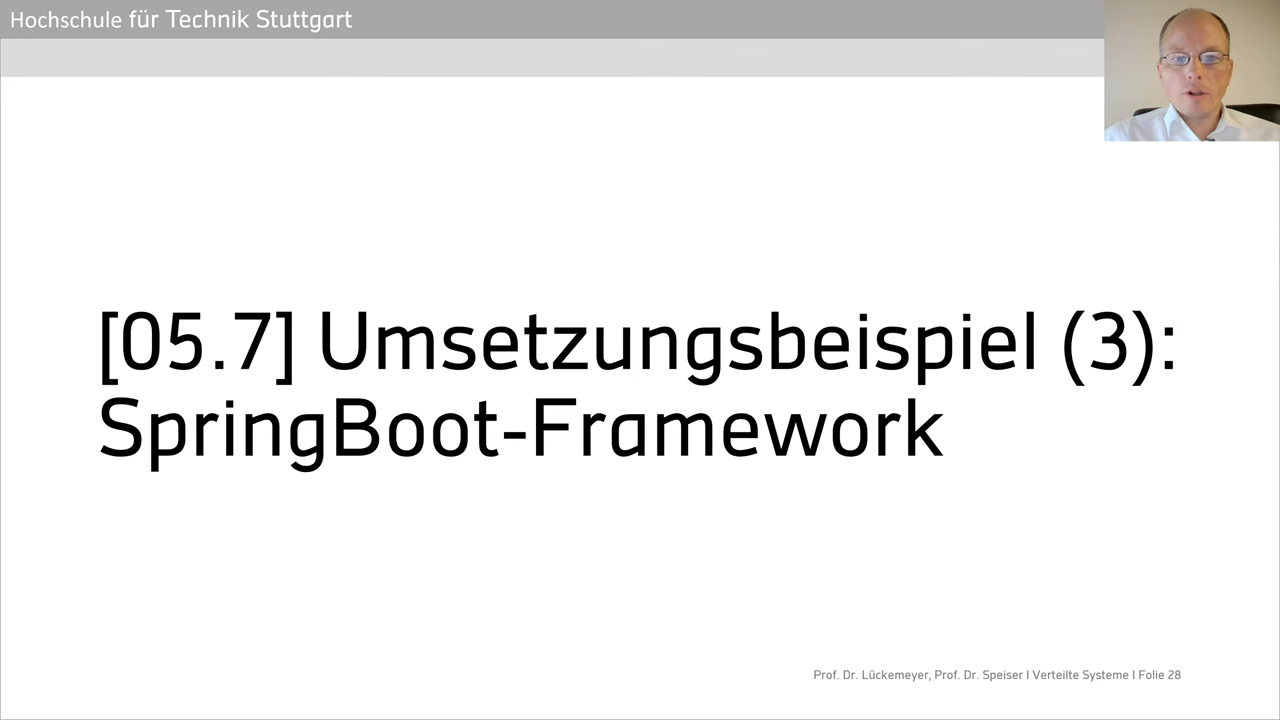 Hochschule für Technik Stuttgart
[05.7] Umsetzungsbeispiel (3):
SpringBoot-Framework
Prof. Dr. Lückemeyer, Prof. Dr. Speiser I Verteilte Systeme I Folie 28